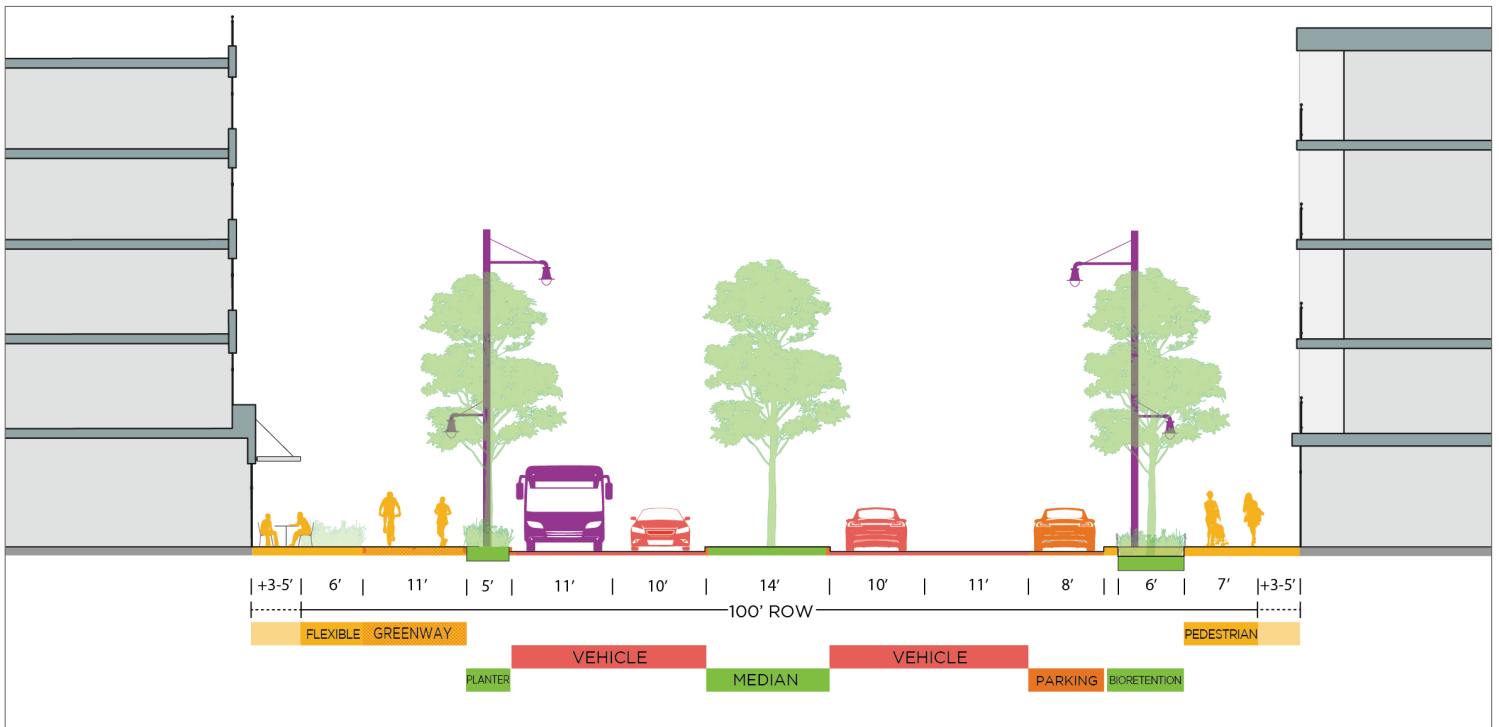 +3-5′ | 6′ | 11′ | 5′ | 11′ | 10′ | 14′ | 10′ | 11′ | 8′ | | 6′ | 7′ | +3-5′
100′ ROW
FLEXIBLE GREENWAY PEDESTRIAN
VEHICLE VEHICLE
PLANTER MEDIAN PARKING BIORETENTION